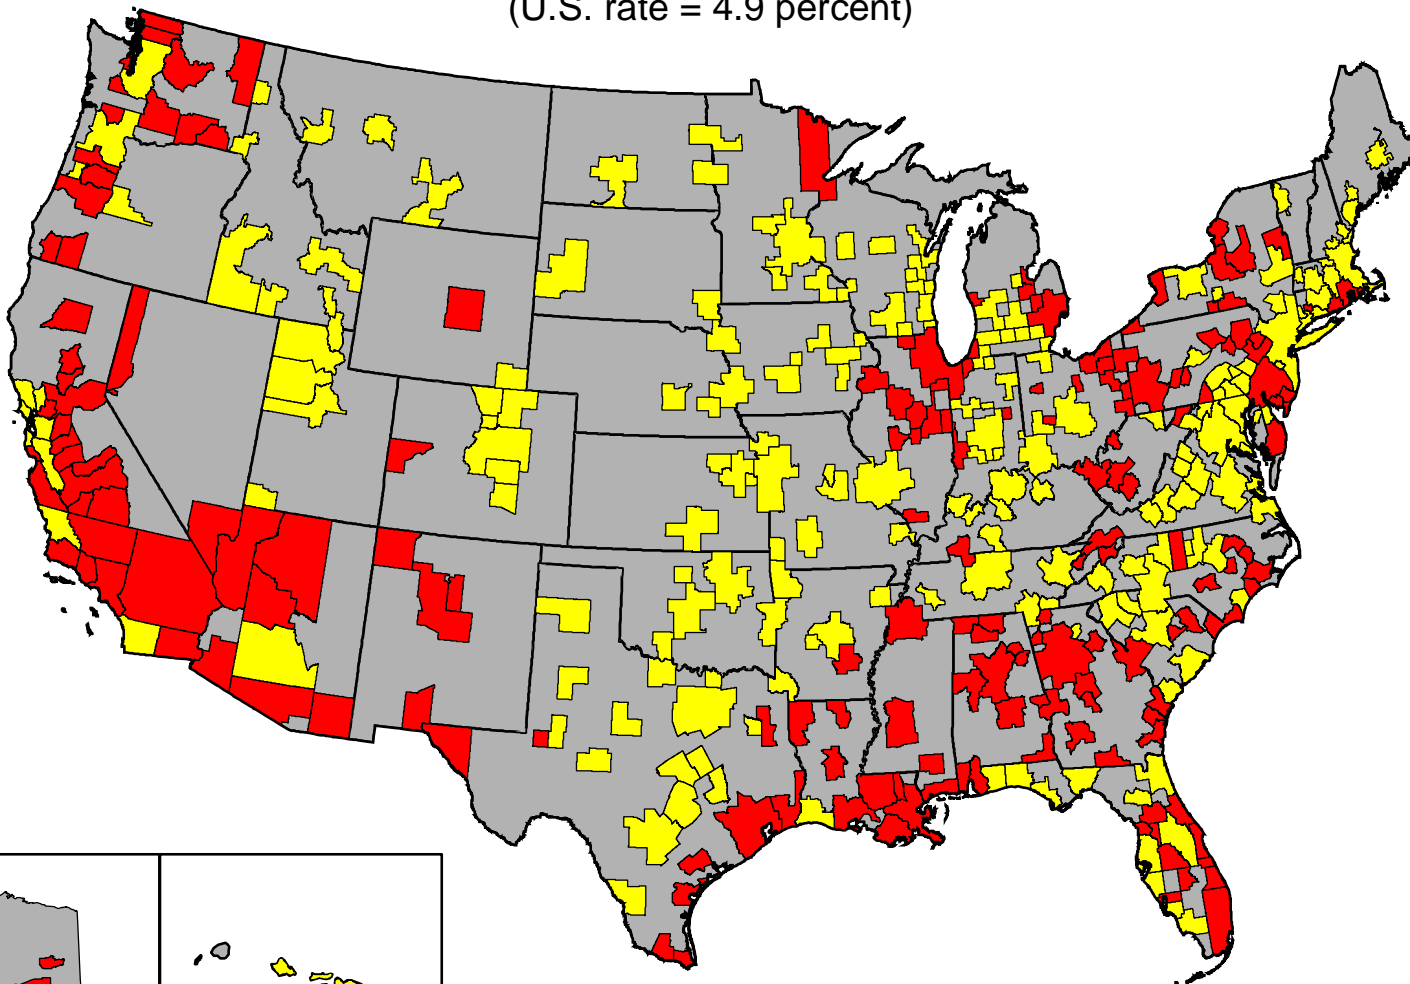 (U.S. rate = 4.9 percent)